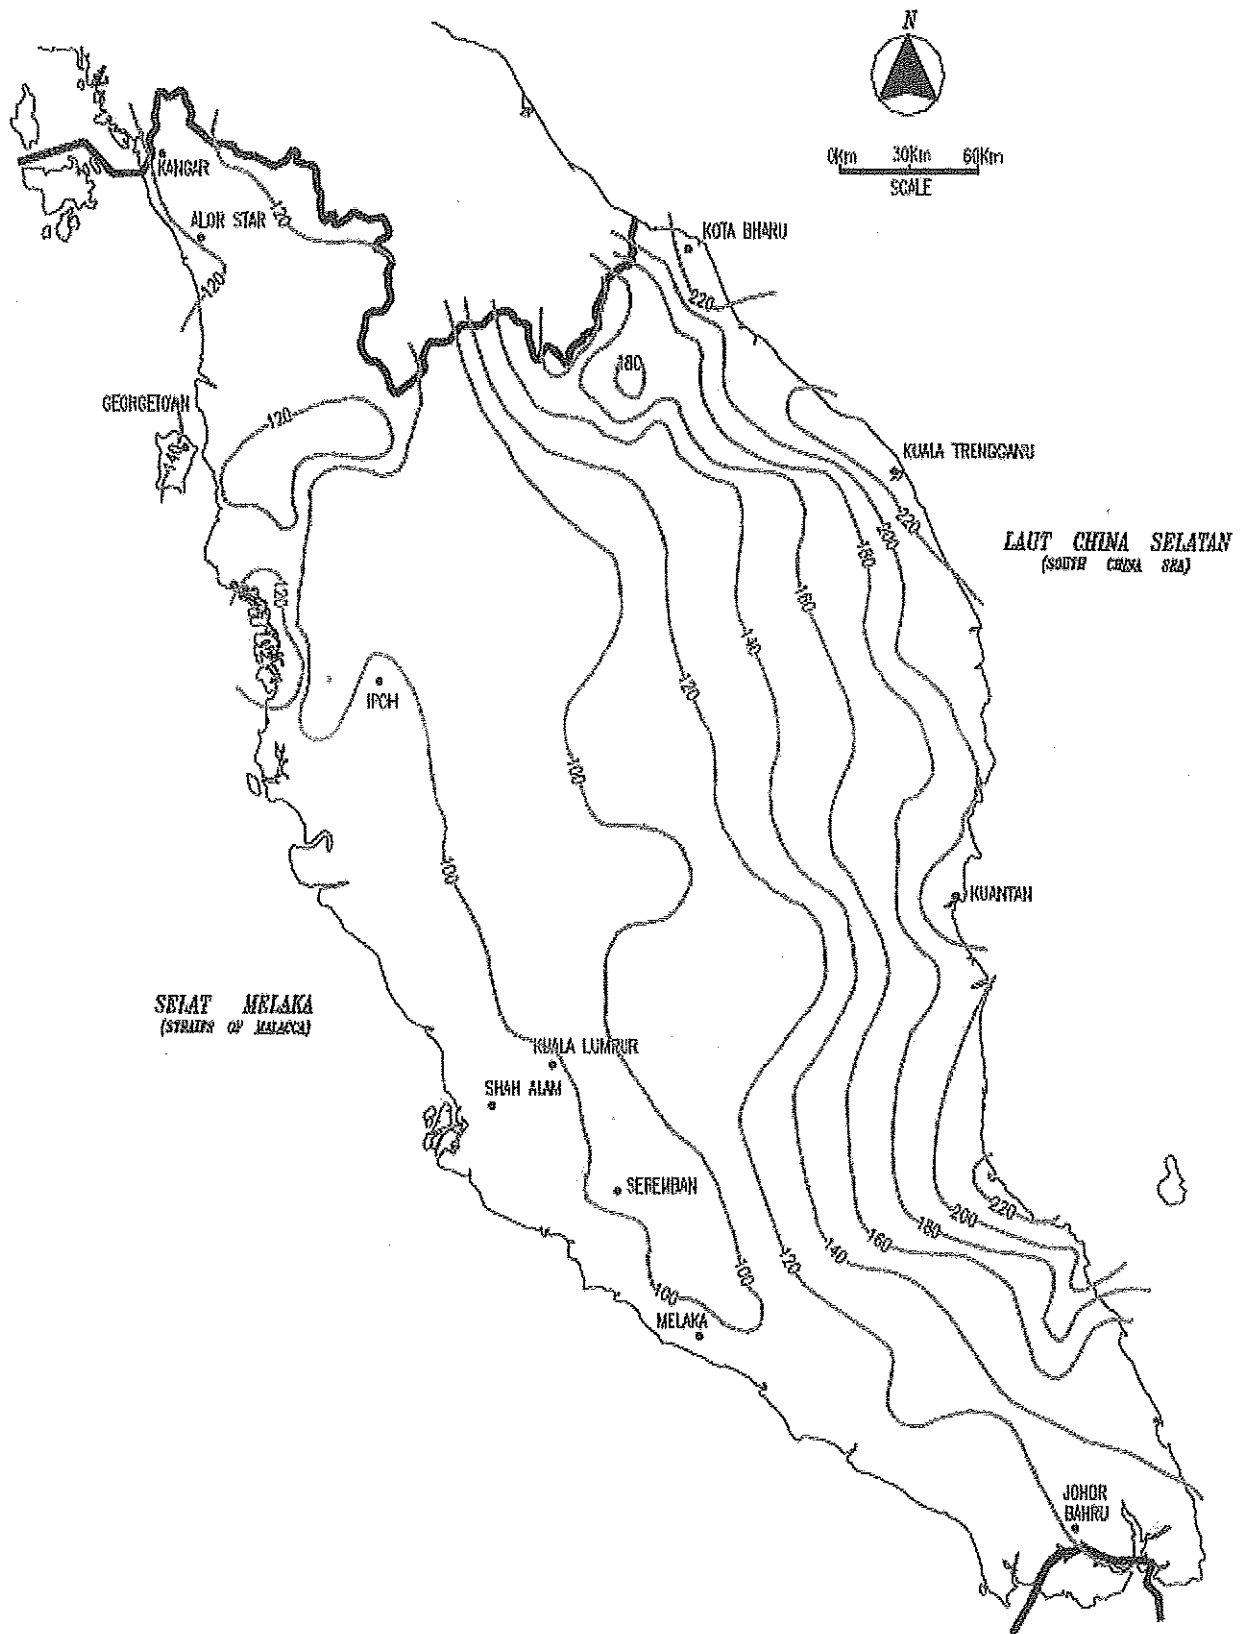 N
0Km 30Km 60Km
SCALE
KANGAR
ALOR STAR
120
120
KOTA BHARU
220
180
GEORGETOWN
120
140
KUALA TRENGGANU
220
200
180
LAUT CHINA SELATAN
(SOUTH CHINA SEA)
160
120
140
120
IPOH
100
100
KUANTAN
SELAT MELAKA
(STRAITS OF MALACCA)
KUALA LUMPUR
SHAH ALAM
SEREMBAN
220
200
180
160
140
120
100
100
MELAKA
JOHOR
BAHRU